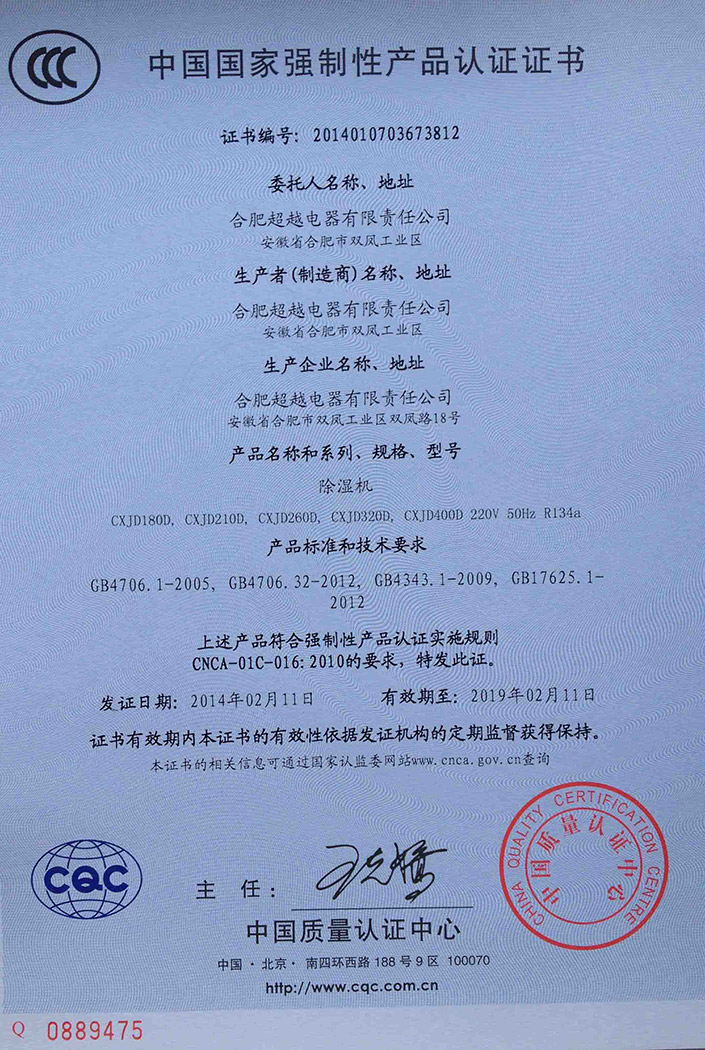 CCC
中国国家强制性产品认证证书
证书编号：2014010703673812
委托人名称、地址
合肥超越电器有限责任公司
安徽省合肥市双凤工业区
生产者(制造商)名称、地址
合肥超越电器有限责任公司
安徽省合肥市双凤工业区
生产企业名称、地址
合肥超越电器有限责任公司
安徽省合肥市双凤工业区双凤路18号
产品名称和系列、规格、型号
除湿机
CXJD180D, CXJD210D, CXJD260D, CXJD320D, CXJD400D 220V 50Hz R134a
产品标准和技术要求
GB4706.1-2005, GB4706.32-2012, GB4343.1-2009, GB17625.1-
2012
上述产品符合强制性产品认证实施规则
CNCA-01C-016:2010的要求，特发此证。
发证日期：2014年02月11日 有效期至：2019年02月11日
证书有效期内本证书的有效性依据发证机构的定期监督获得保持。
本证书的相关信息可通过国家认监委网站www.cnca.gov.cn查询
CHINA QUALITY CERTIFICATION CENTRE
中国质量认证中心
CQC
主 任：
中国质量认证中心
中国·北京·南四环西路188号9区 100070
http://www.cqc.com.cn
Q 0889475